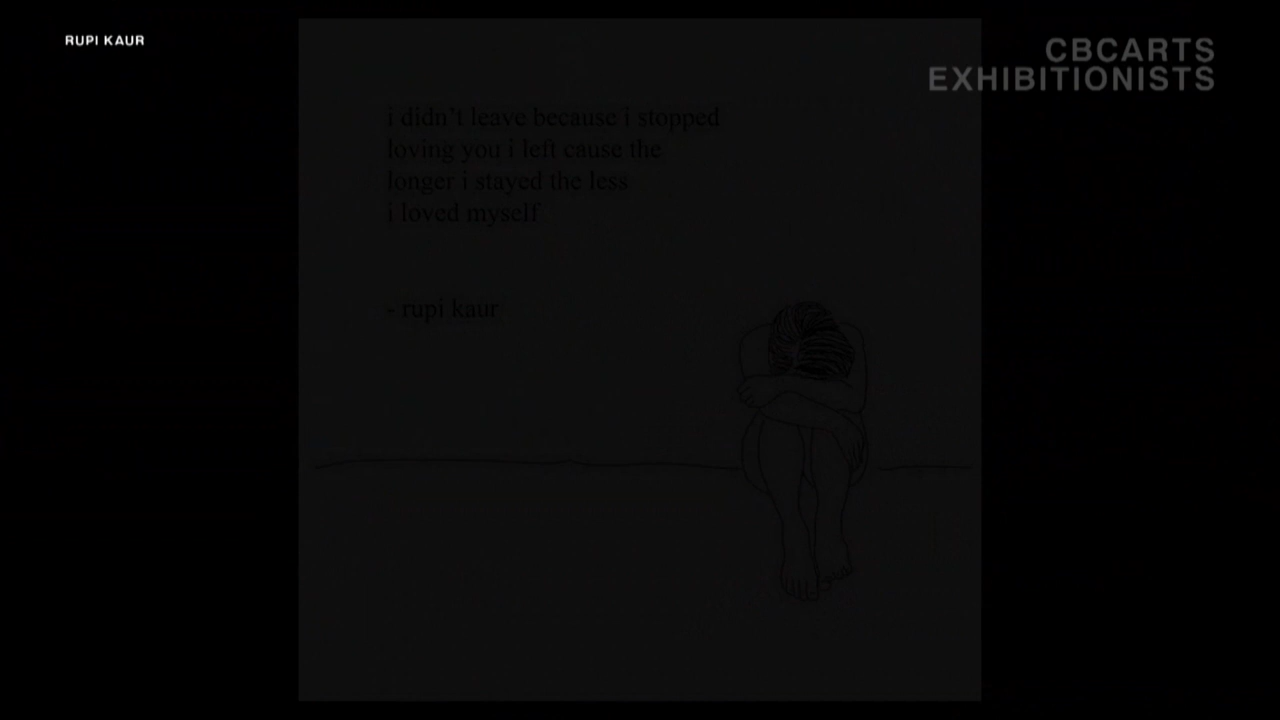 RUPI KAUR
CBCARTS
EXHIBITIONISTS
i didn't leave because i stopped
loving you i left cause the
longer i stayed the less
i loved myself
- rupi kaur